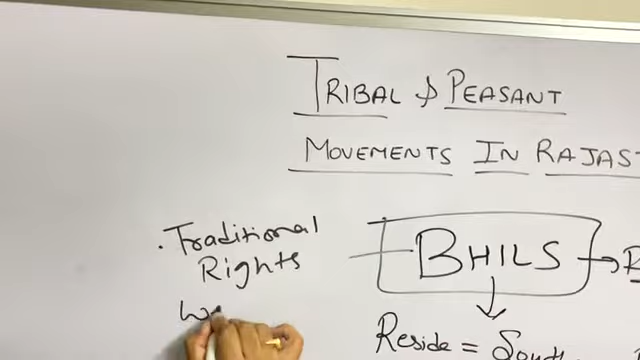 TRIBAL & PEASANT
MOVEMENTS IN RAJAST
. Traditional
Rights
BHILS
Reside = South